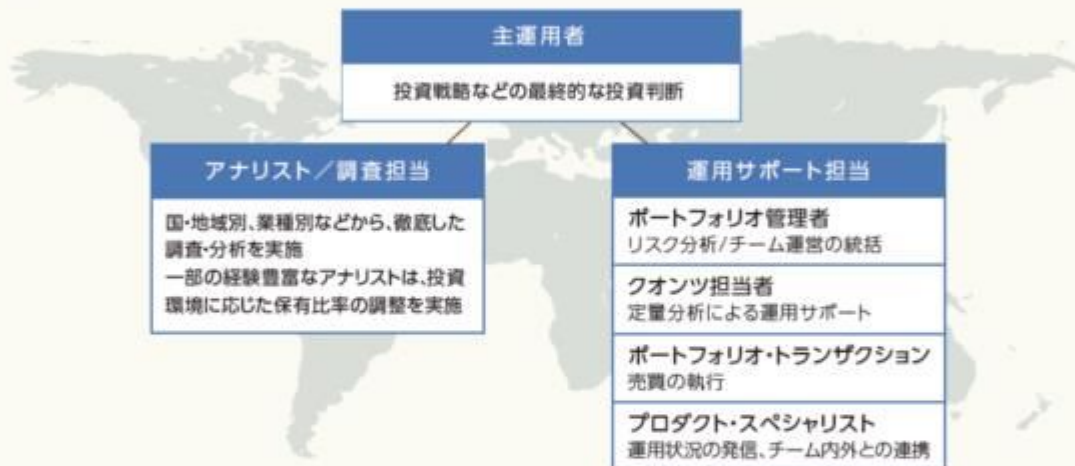 主運用者
投資戦略などの最終的な投資判断
アナリスト／調査担当
国・地域別、業種別などから、徹底した
調査・分析を実施
一部の経験豊富なアナリストは、投資
環境に応じた保有比率の調整を実施
運用サポート担当
ポートフォリオ管理者
リスク分析/チーム運営の統括
クオンツ担当者
定量分析による運用サポート
ポートフォリオ・トランザクション
売買の執行
プロダクト・スペシャリスト
運用状況の発信、チーム内外との連携